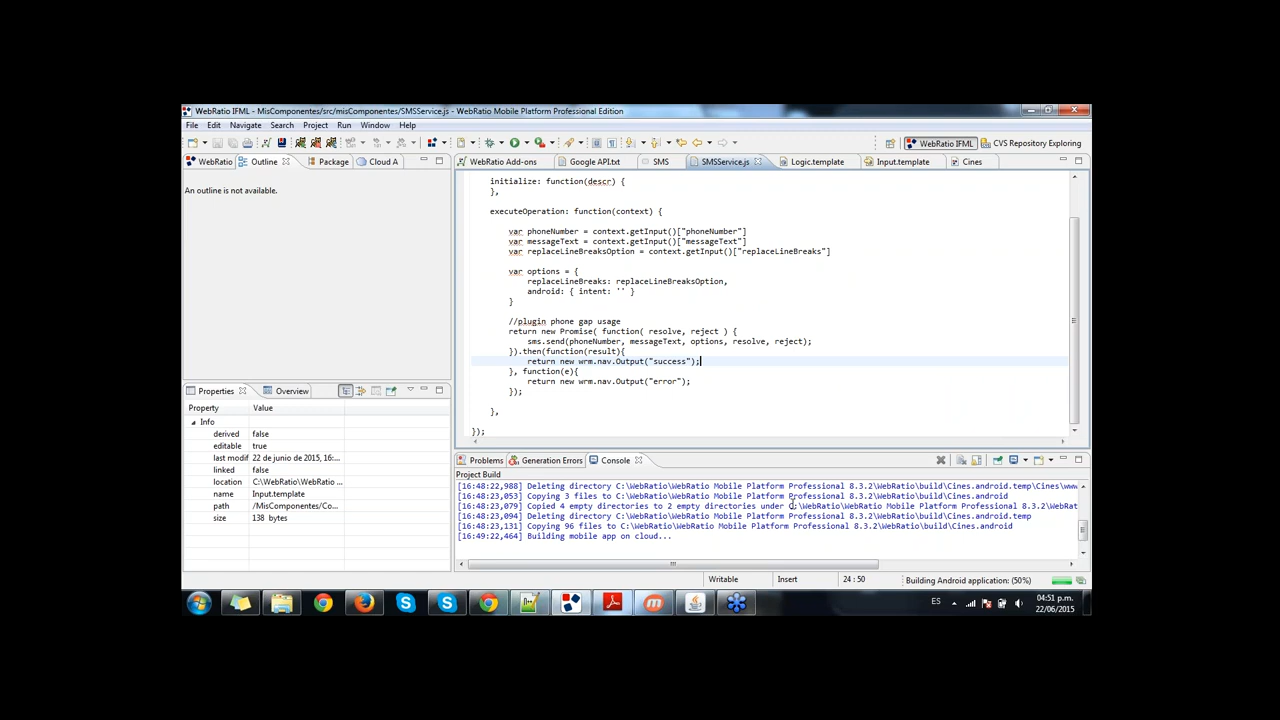 WebRatio IFML - MisComponentes/src/misComponentes/SMSService.js - WebRatio Mobile Platform Professional Edition
File Edit Navigate Search Project Run Window Help
WebRatio IFML CVS Repository Exploring
WebRatio Outline Package Cloud A
WebRatio Add-ons Google API.txt SMS SMSService.js Logic.template Input.template Cines
An outline is not available.
initialize: function(descr) {
},
executeOperation: function(context) {
var phoneNumber = context.getInput()["phoneNumber"]
var messageText = context.getInput()["messageText"]
var replaceLineBreaksOption = context.getInput()["replaceLineBreaks"]
var options = {
replaceLineBreaks: replaceLineBreaksOption,
android: { intent: '' }
}
//plugin phone gap usage
return new Promise( function( resolve, reject ) {
sms.send(phoneNumber, messageText, options, resolve, reject);
}).then(function(result){
return new wrm.nav.Output("success");
}, function(e){
return new wrm.nav.Output("error");
});
},
});
Properties Overview
Property Value
Info
derived false
editable true
last modif 22 de junio de 2015, 16:...
linked false
location C:\WebRatio\WebRatio ...
name Input.template
path /MisComponentes/Co...
size 138 bytes
Problems Generation Errors Console
Project Build
[16:48:22,988] Deleting directory C:\WebRatio\WebRatio Mobile Platform Professional 8.3.2\WebRatio\build\Cines.android.temp\Cines\www
[16:48:23,053] Copying 3 files to C:\WebRatio\WebRatio Mobile Platform Professional 8.3.2\WebRatio\build\Cines.android
[16:48:23,079] Copied 4 empty directories to 2 empty directories under C:\WebRatio\WebRatio Mobile Platform Professional 8.3.2\WebRat
[16:48:23,094] Deleting directory C:\WebRatio\WebRatio Mobile Platform Professional 8.3.2\WebRatio\build\Cines.android.temp
[16:48:23,131] Copying 96 files to C:\WebRatio\WebRatio Mobile Platform Professional 8.3.2\WebRatio\build\Cines.android
[16:49:22,464] Building mobile app on cloud...
Writable Insert 24 : 50 Building Android application: (50%)
ES 04:51 p.m.
22/06/2015